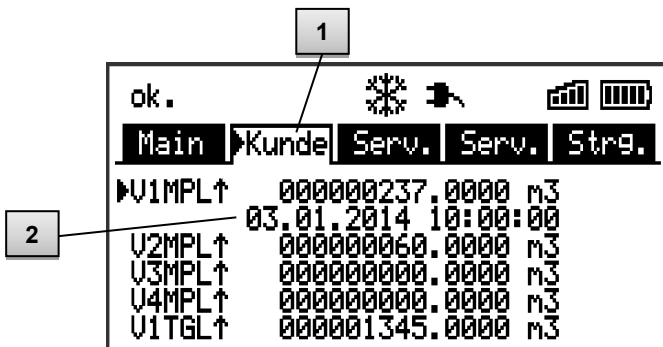 1
ok.
Main Kunde Serv. Serv. Strg.
V1MPL↑ 000000237.0000 m3
2
03.01.2014 10:00:00
V2MPL↑ 000000060.0000 m3
V3MPL↑ 000000000.0000 m3
V4MPL↑ 000000000.0000 m3
V1TGL↑ 000001345.0000 m3